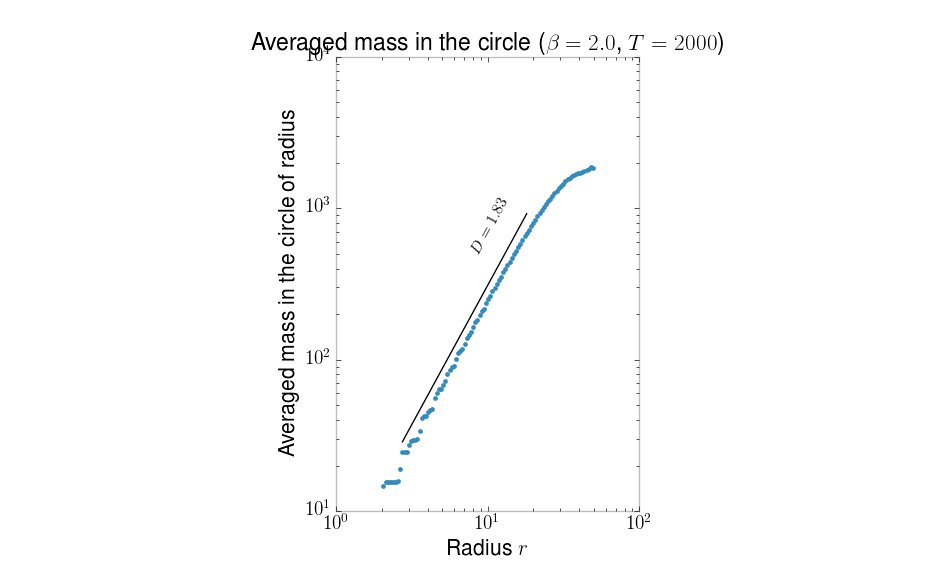 Averaged mass in the circle (β = 2.0, T = 2000)
10⁴
10³
10²
10¹
Averaged mass in the circle of radius
D = 1.83
10⁰ 10¹ 10²
Radius r